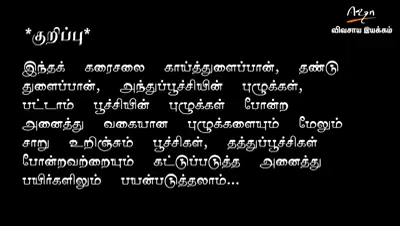 விவசாய இயக்கம்
*குறிப்பு*
இந்தக் கரைசலை காய்த்துளைப்பான், தண்டு
துளைப்பான், அந்துப்பூச்சியின் புழுக்கள்,
பட்டாம் பூச்சியின் புழுக்கள் போன்ற
அனைத்து வகையான புழுக்களையும் மேலும்
சாறு உறிஞ்சும் பூச்சிகள், தத்துப்பூச்சிகள்
போன்றவற்றையும் கட்டுப்படுத்த அனைத்து
பயிர்களிலும் பயன்படுத்தலாம்...